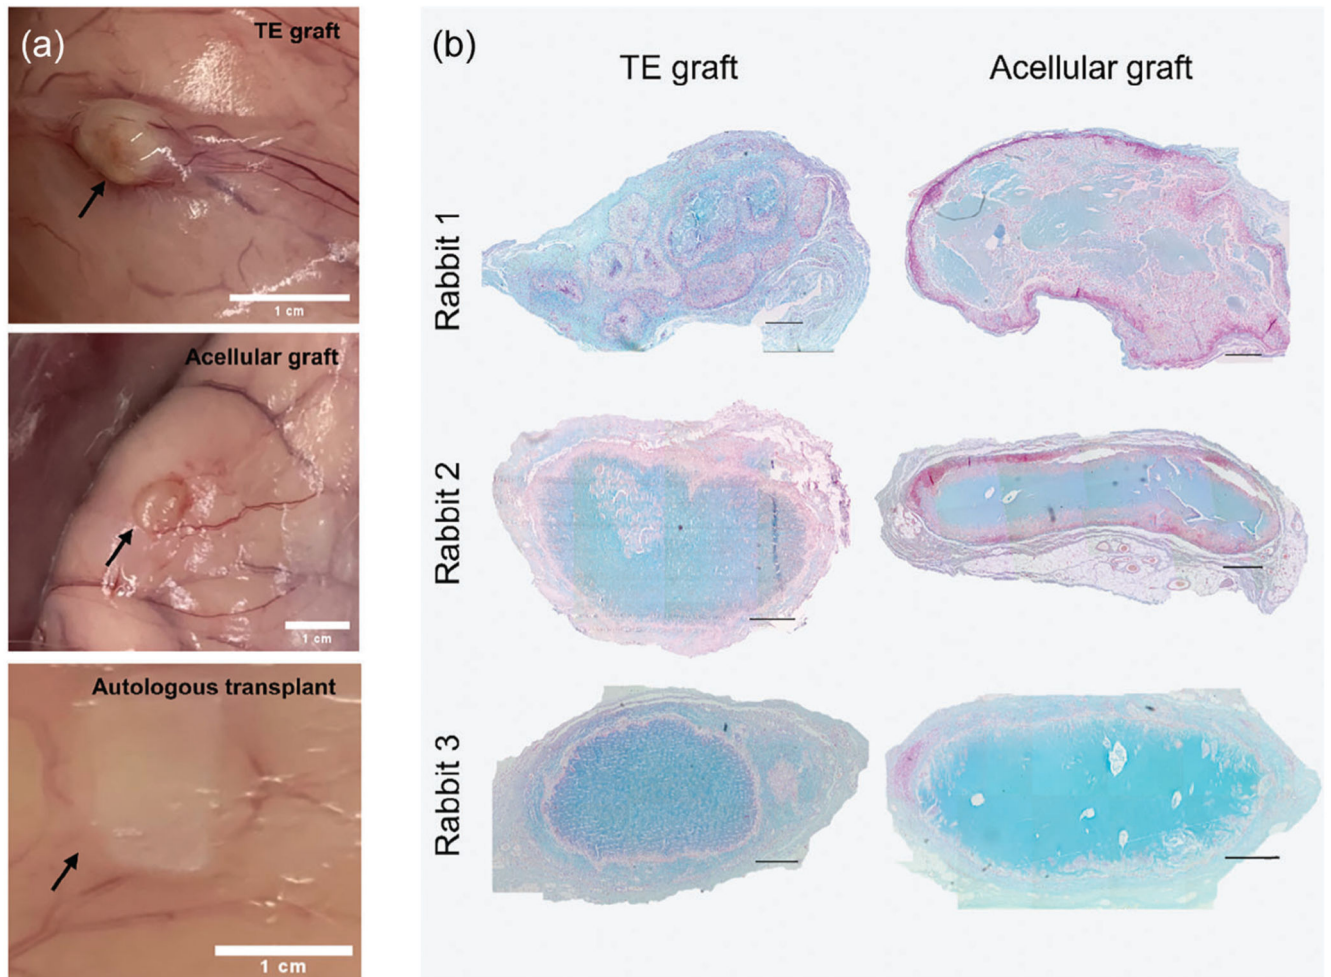 (a)
TE graft
1 cm
Acellular graft
1 cm
Autologous transplant
1 cm
(b)
TE graft
Acellular graft
Rabbit 1
Rabbit 2
Rabbit 3